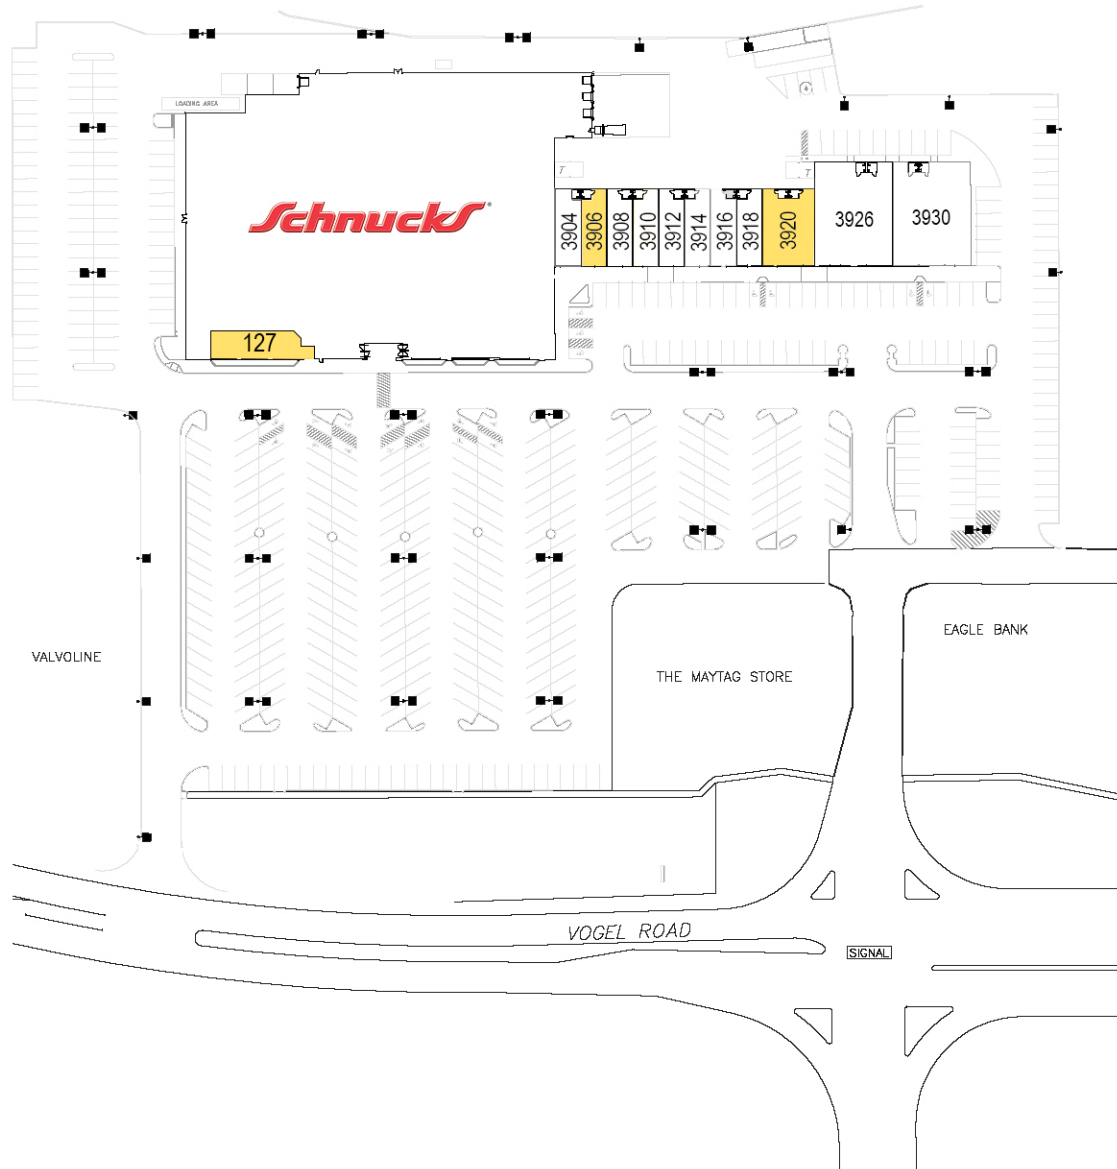 LOADING AREA
T
T
Schnucks®
3904
3906
3908
3910
3912
3914
3916
3918
3920
3926
3930
127
VALVOLINE
THE MAYTAG STORE
EAGLE BANK
VOGEL ROAD
SIGNAL